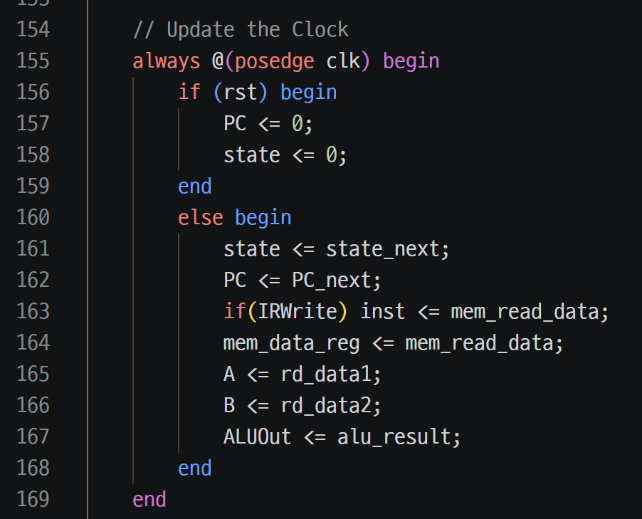 154 // Update the Clock
155 always @(posedge clk) begin
156 if (rst) begin
157 PC <= 0;
158 state <= 0;
159 end
160 else begin
161 state <= state_next;
162 PC <= PC_next;
163 if(IRWrite) inst <= mem_read_data;
164 mem_data_reg <= mem_read_data;
165 A <= rd_data1;
166 B <= rd_data2;
167 ALUOut <= alu_result;
168 end
169 end